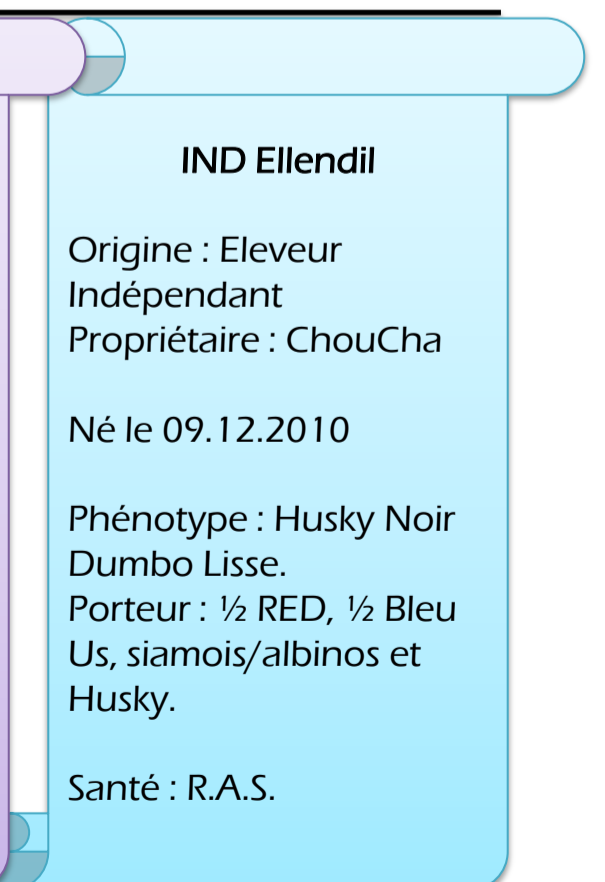 IND Ellendil
Origine : Eleveur
Indépendant
Propriétaire : ChouCha
Né le 09.12.2010
Phénotype : Husky Noir
Dumbo Lisse.
Porteur : ½ RED, ½ Bleu
Us, siamois/albinos et
Husky.
Santé : R.A.S.